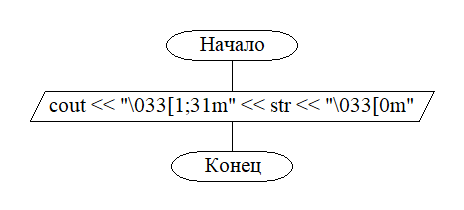 Начало
cout << "\033[1;31m" << str << "\033[0m"
Конец